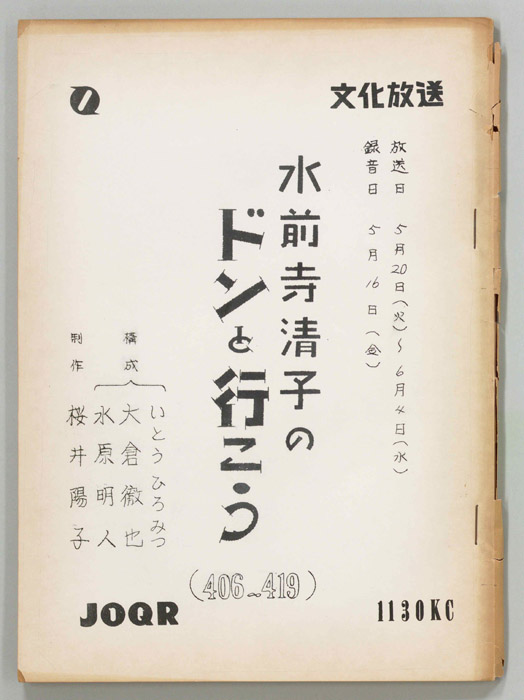 文化放送
放送日 5月20日(火)〜6月4日(水)
録音日 5月16日(金)
水前寺清子の
ドンと行こう
構成
いとうひろみつ
大倉徹也
水原明人
制作
桜井陽子
(406〜419)
JOQR
1130KC